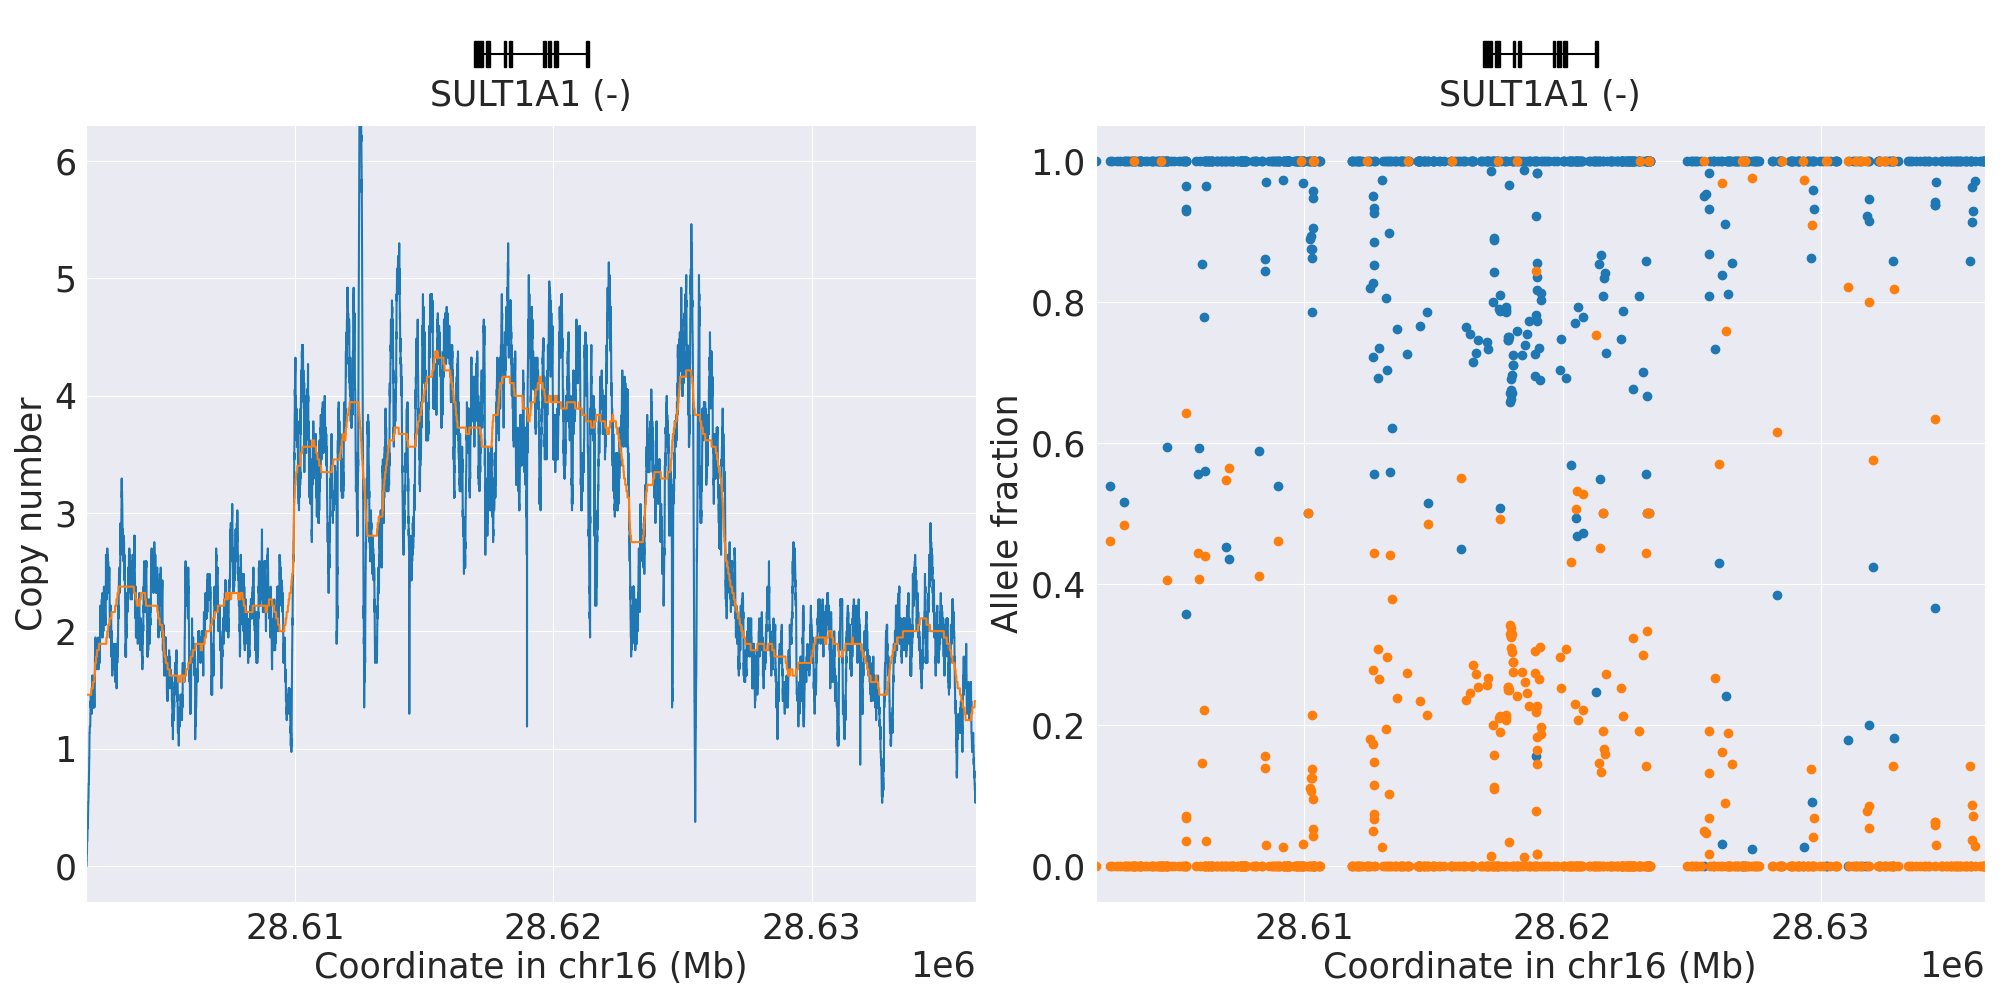 SULT1A1 (-)
Copy number
6
5
4
3
2
1
0
28.61
28.62
28.63
Coordinate in chr16 (Mb)
1e6
SULT1A1 (-)
Allele fraction
1.0
0.8
0.6
0.4
0.2
0.0
28.61
28.62
28.63
Coordinate in chr16 (Mb)
1e6